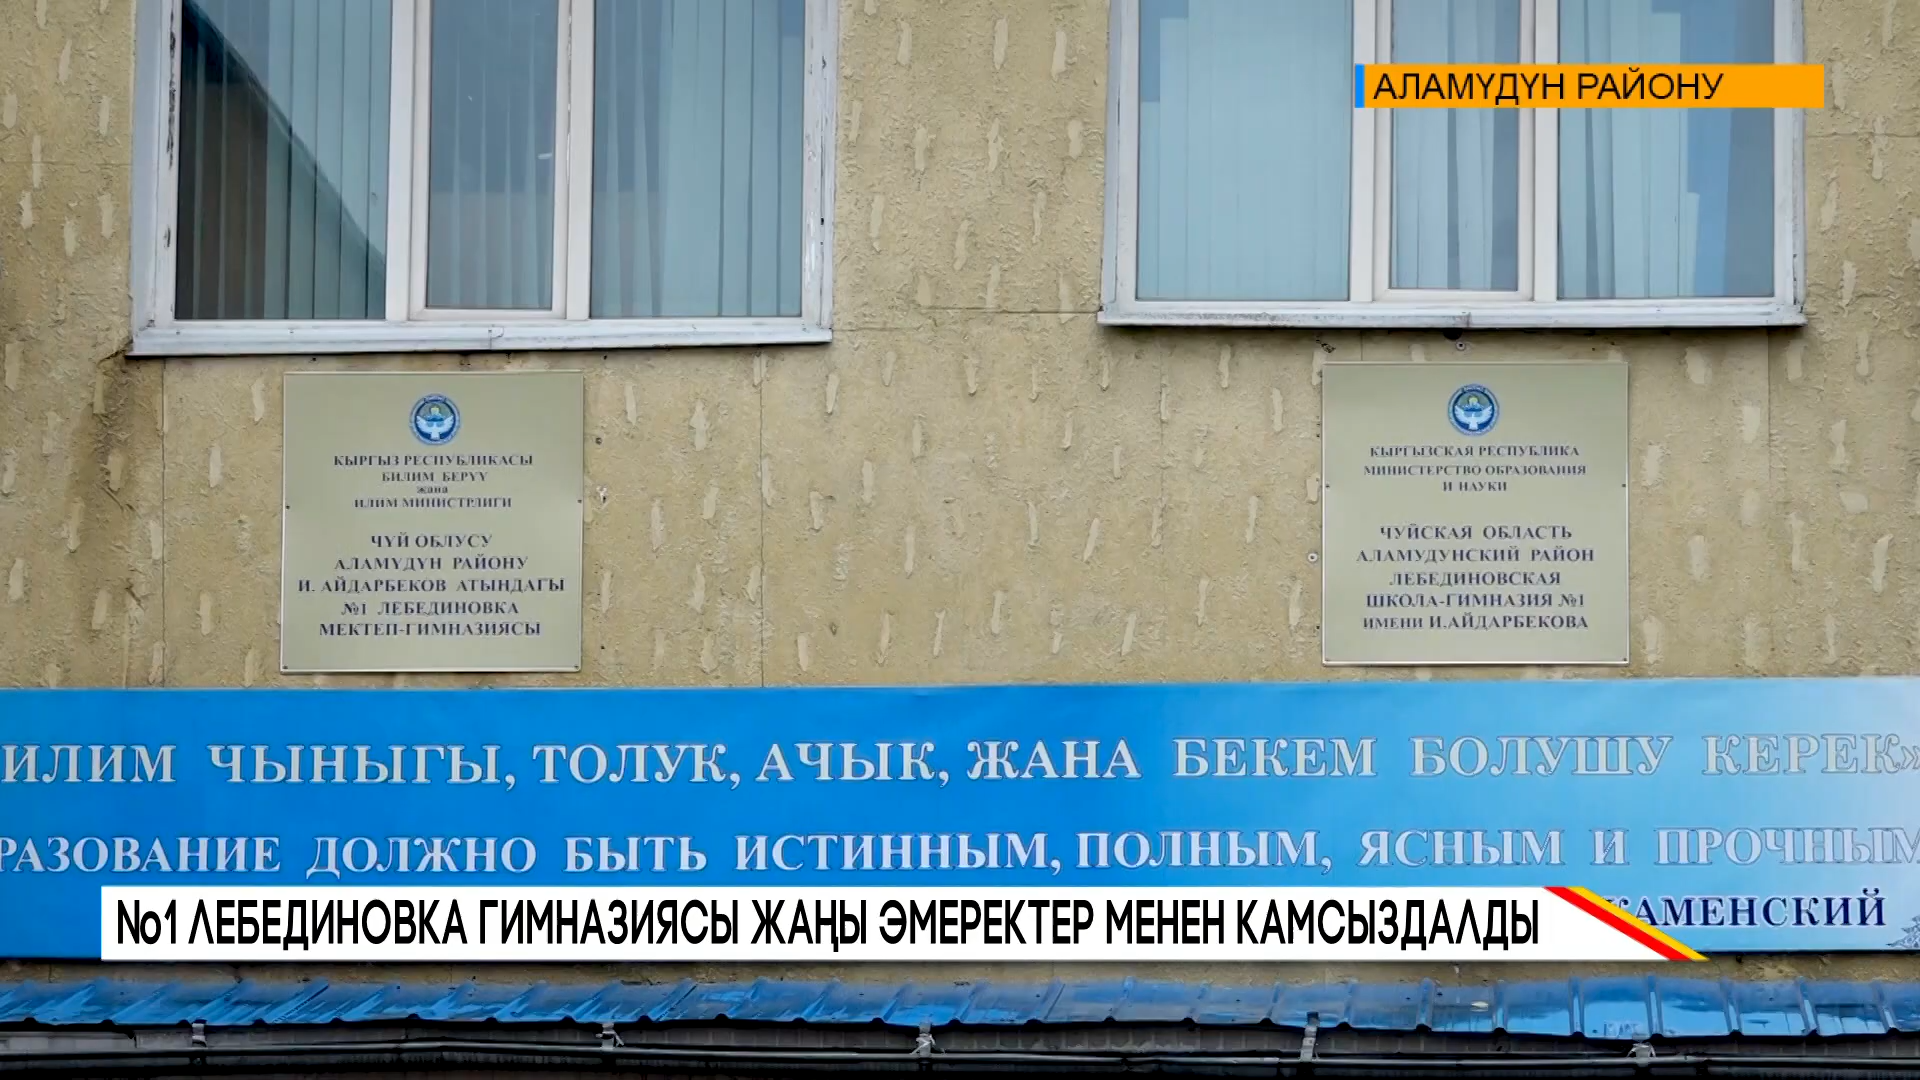 АЛАМҮДҮН РАЙОНУ
КЫРГЫЗ РЕСПУБЛИКАСЫ
БИЛИМ БЕРҮҮ
жана
ИЛИМ МИНИСТРЛИГИ
ЧҮЙ ОБЛУСУ
АЛАМҮДҮН РАЙОНУ
И. АЙДАРБЕКОВ АТЫНДАГЫ
№1 ЛЕБЕДИНОВКА
МЕКТЕП-ГИМНАЗИЯСЫ
КЫРГЫЗСКАЯ РЕСПУБЛИКА
МИНИСТЕРСТВО ОБРАЗОВАНИЯ
И НАУКИ
ЧУЙСКАЯ ОБЛАСТЬ
АЛАМУДУНСКИЙ РАЙОН
ЛЕБЕДИНОВСКАЯ
ШКОЛА-ГИМНАЗИЯ №1
ИМЕНИ И.АЙДАРБЕКОВА
ИЛИМ ЧЫНЫГЫ, ТОЛУК, АЧЫК, ЖАНА БЕКЕМ БОЛУШУ КЕРЕК»
РАЗОВАНИЕ ДОЛЖНО БЫТЬ ИСТИННЫМ, ПОЛНЫМ, ЯСНЫМ И ПРОЧНЫМ
КАМЕНСКИЙ
№1 ЛЕБЕДИНОВКА ГИМНАЗИЯСЫ ЖАҢЫ ЭМЕРЕКТЕР МЕНЕН КАМСЫЗДАЛДЫ